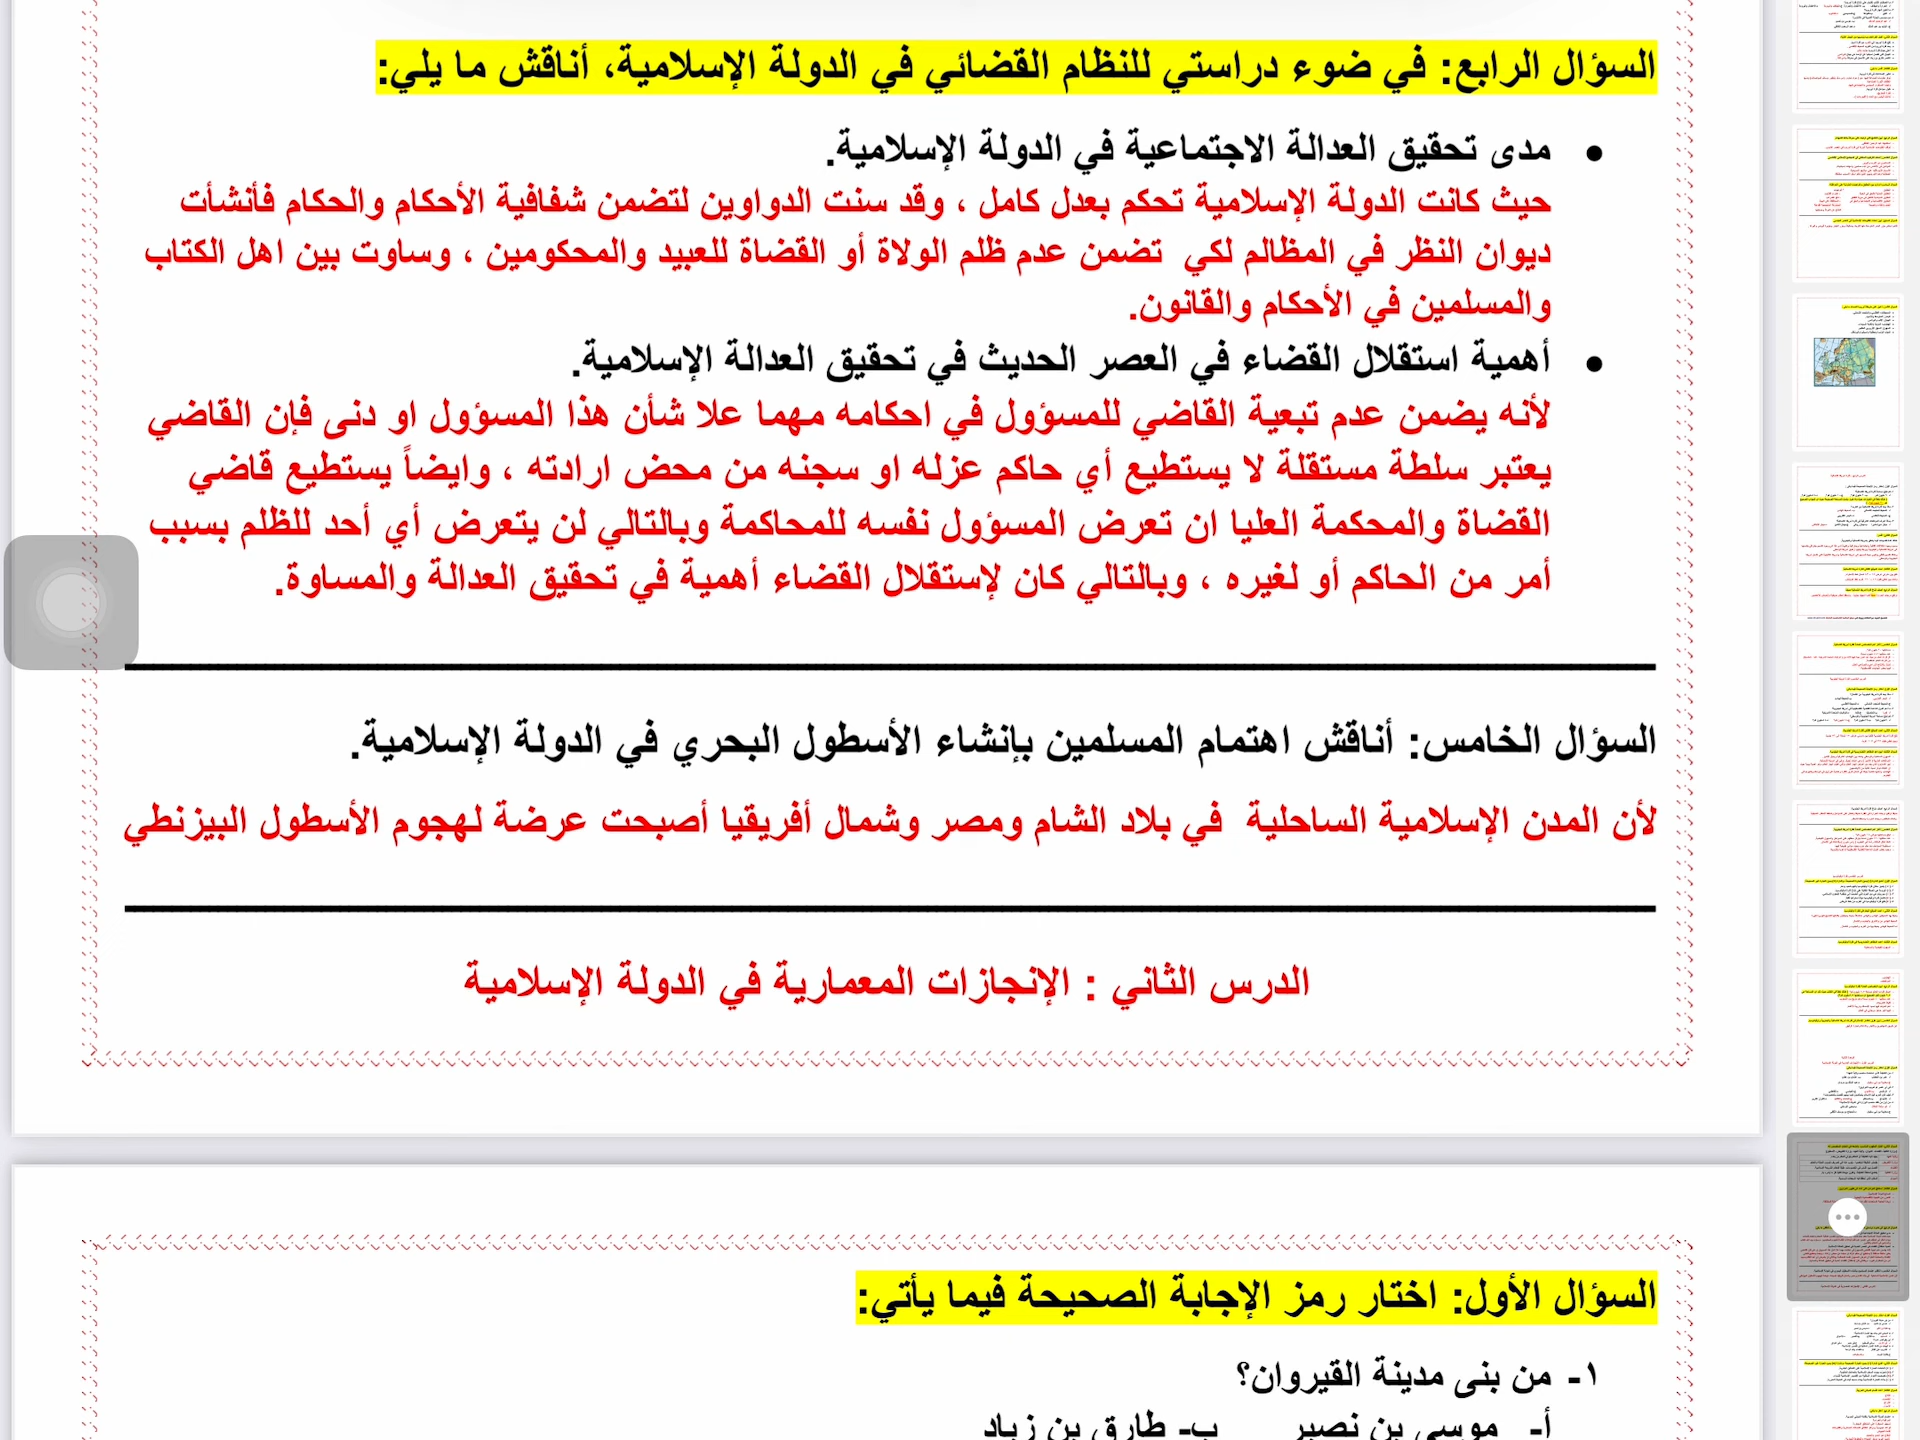 السؤال الرابع: في ضوء دراستي للنظام القضائي في الدولة الإسلامية، أناقش ما يلي:
• مدى تحقيق العدالة الاجتماعية في الدولة الإسلامية.
حيث كانت الدولة الإسلامية تحكم بعدل كامل ، وقد سنت الدواوين لتضمن شفافية الأحكام والحكام فأنشأت
ديوان النظر في المظالم لكي تضمن عدم ظلم الولاة أو القضاة للعبيد والمحكومين ، وساوت بين اهل الكتاب
والمسلمين في الأحكام والقانون.
• أهمية استقلال القضاء في العصر الحديث في تحقيق العدالة الإسلامية.
لأنه يضمن عدم تبعية القاضي للمسؤول في احكامه مهما علا شأن هذا المسؤول او دنى فإن القاضي
يعتبر سلطة مستقلة لا يستطيع أي حاكم عزله او سجنه من محض ارادته ، وايضاً يستطيع قاضي
القضاة والمحكمة العليا ان تعرض المسؤول نفسه للمحاكمة وبالتالي لن يتعرض أي أحد للظلم بسبب
أمر من الحاكم أو لغيره ، وبالتالي كان لإستقلال القضاء أهمية في تحقيق العدالة والمساوة.
السؤال الخامس: أناقش اهتمام المسلمين بإنشاء الأسطول البحري في الدولة الإسلامية.
لأن المدن الإسلامية الساحلية في بلاد الشام ومصر وشمال أفريقيا أصبحت عرضة لهجوم الأسطول البيزنطي
الدرس الثاني : الإنجازات المعمارية في الدولة الإسلامية
السؤال الأول: اختار رمز الإجابة الصحيحة فيما يأتي:
١- من بنى مدينة القيروان؟
أ- موسى بن نصير ب- طارق بن زياد